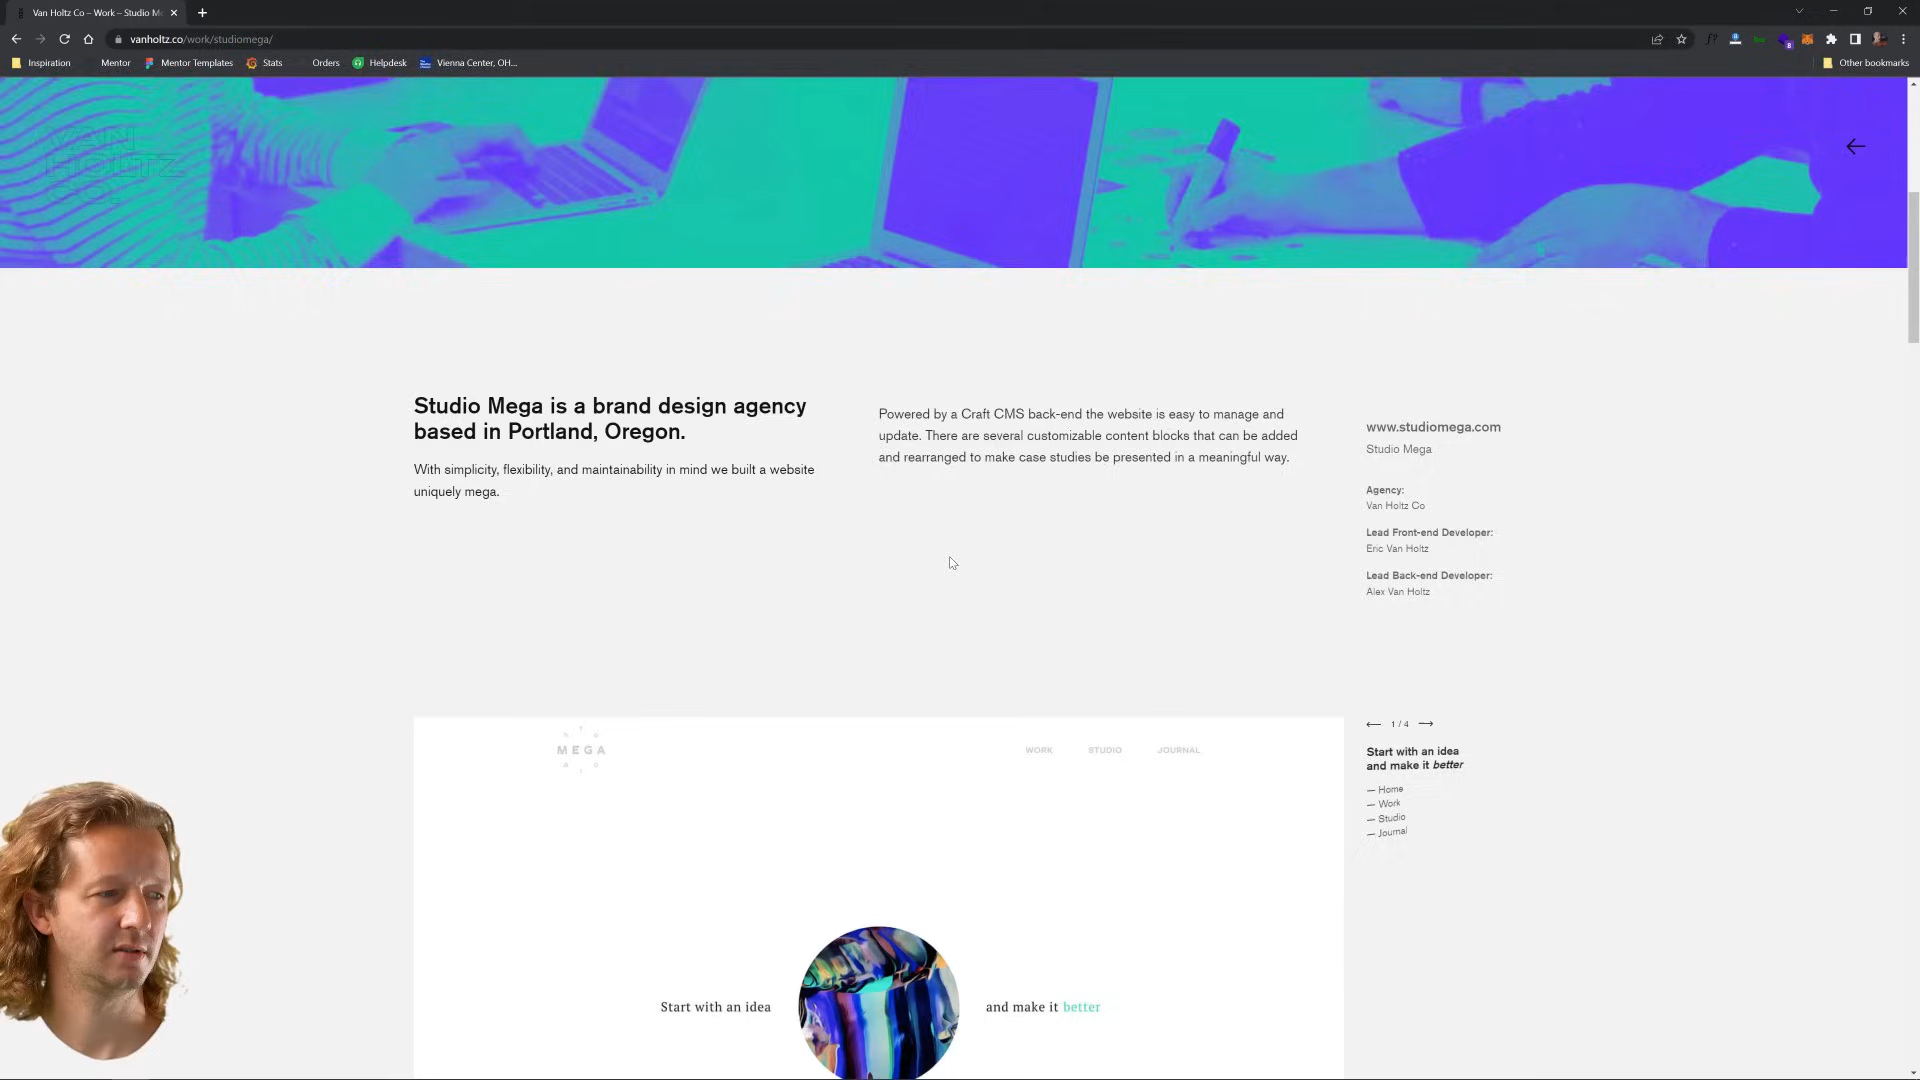 Van Holtz Co – Work – Studio M
vanholtz.co/work/studiomega/
Inspiration
Mentor
Mentor Templates
Stats
Orders
Helpdesk
Vienna Center, OH...
Other bookmarks
8
VAN
HOLTZ
CO.
Studio Mega is a brand design agency
based in Portland, Oregon.
With simplicity, flexibility, and maintainability in mind we built a website
uniquely mega.
Powered by a Craft CMS back-end the website is easy to manage and
update. There are several customizable content blocks that can be added
and rearranged to make case studies be presented in a meaningful way.
www.studiomega.com
Studio Mega
Agency:
Van Holtz Co
Lead Front-end Developer:
Eric Van Holtz
Lead Back-end Developer:
Alex Van Holtz
MEGA
WORK
STUDIO
JOURNAL
Start with an idea
and make it better
1 / 4
Start with an idea
and make it better
— Home
— Work
— Studio
— Journal